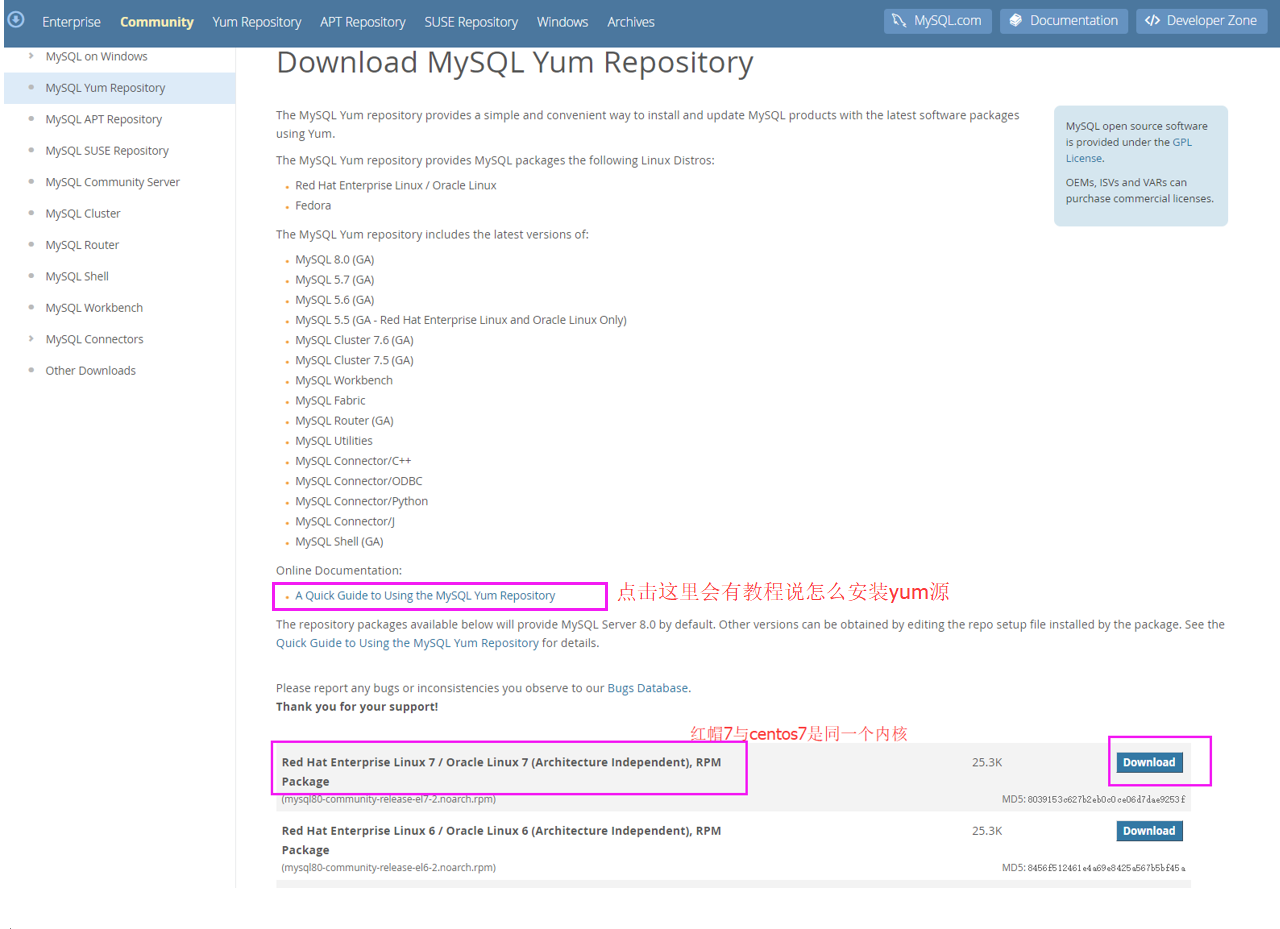 Enterprise Community Yum Repository APT Repository SUSE Repository Windows Archives MySQL.com Documentation Developer Zone
MySQL on Windows
MySQL Yum Repository
MySQL APT Repository
MySQL SUSE Repository
MySQL Community Server
MySQL Cluster
MySQL Router
MySQL Shell
MySQL Workbench
MySQL Connectors
Other Downloads
Download MySQL Yum Repository
The MySQL Yum repository provides a simple and convenient way to install and update MySQL products with the latest software packages
using Yum.
The MySQL Yum repository provides MySQL packages the following Linux Distros:
Red Hat Enterprise Linux / Oracle Linux
Fedora
The MySQL Yum repository includes the latest versions of:
MySQL 8.0 (GA)
MySQL 5.7 (GA)
MySQL 5.6 (GA)
MySQL 5.5 (GA - Red Hat Enterprise Linux and Oracle Linux Only)
MySQL Cluster 7.6 (GA)
MySQL Cluster 7.5 (GA)
MySQL Workbench
MySQL Fabric
MySQL Router (GA)
MySQL Utilities
MySQL Connector/C++
MySQL Connector/ODBC
MySQL Connector/Python
MySQL Connector/J
MySQL Shell (GA)
MySQL open source software
is provided under the GPL
License.
OEMs, ISVs and VARs can
purchase commercial licenses.
Online Documentation:
A Quick Guide to Using the MySQL Yum Repository 点击这里会有教程说怎么安装yum源
The repository packages available below will provide MySQL Server 8.0 by default. Other versions can be obtained by editing the repo setup file installed by the package. See the
Quick Guide to Using the MySQL Yum Repository for details.
Please report any bugs or inconsistencies you observe to our Bugs Database.
Thank you for your support!
红帽7与centos7是同一个内核
Red Hat Enterprise Linux 7 / Oracle Linux 7 (Architecture Independent), RPM 25.3K Download
Package
(mysql80-community-release-el7-2.noarch.rpm) MD5: 8039153c627b2eb0c0ce06d7dae9253f
Red Hat Enterprise Linux 6 / Oracle Linux 6 (Architecture Independent), RPM 25.3K Download
Package
(mysql80-community-release-el6-2.noarch.rpm) MD5: 8456f512461e4a69e8425a567b5bf45a